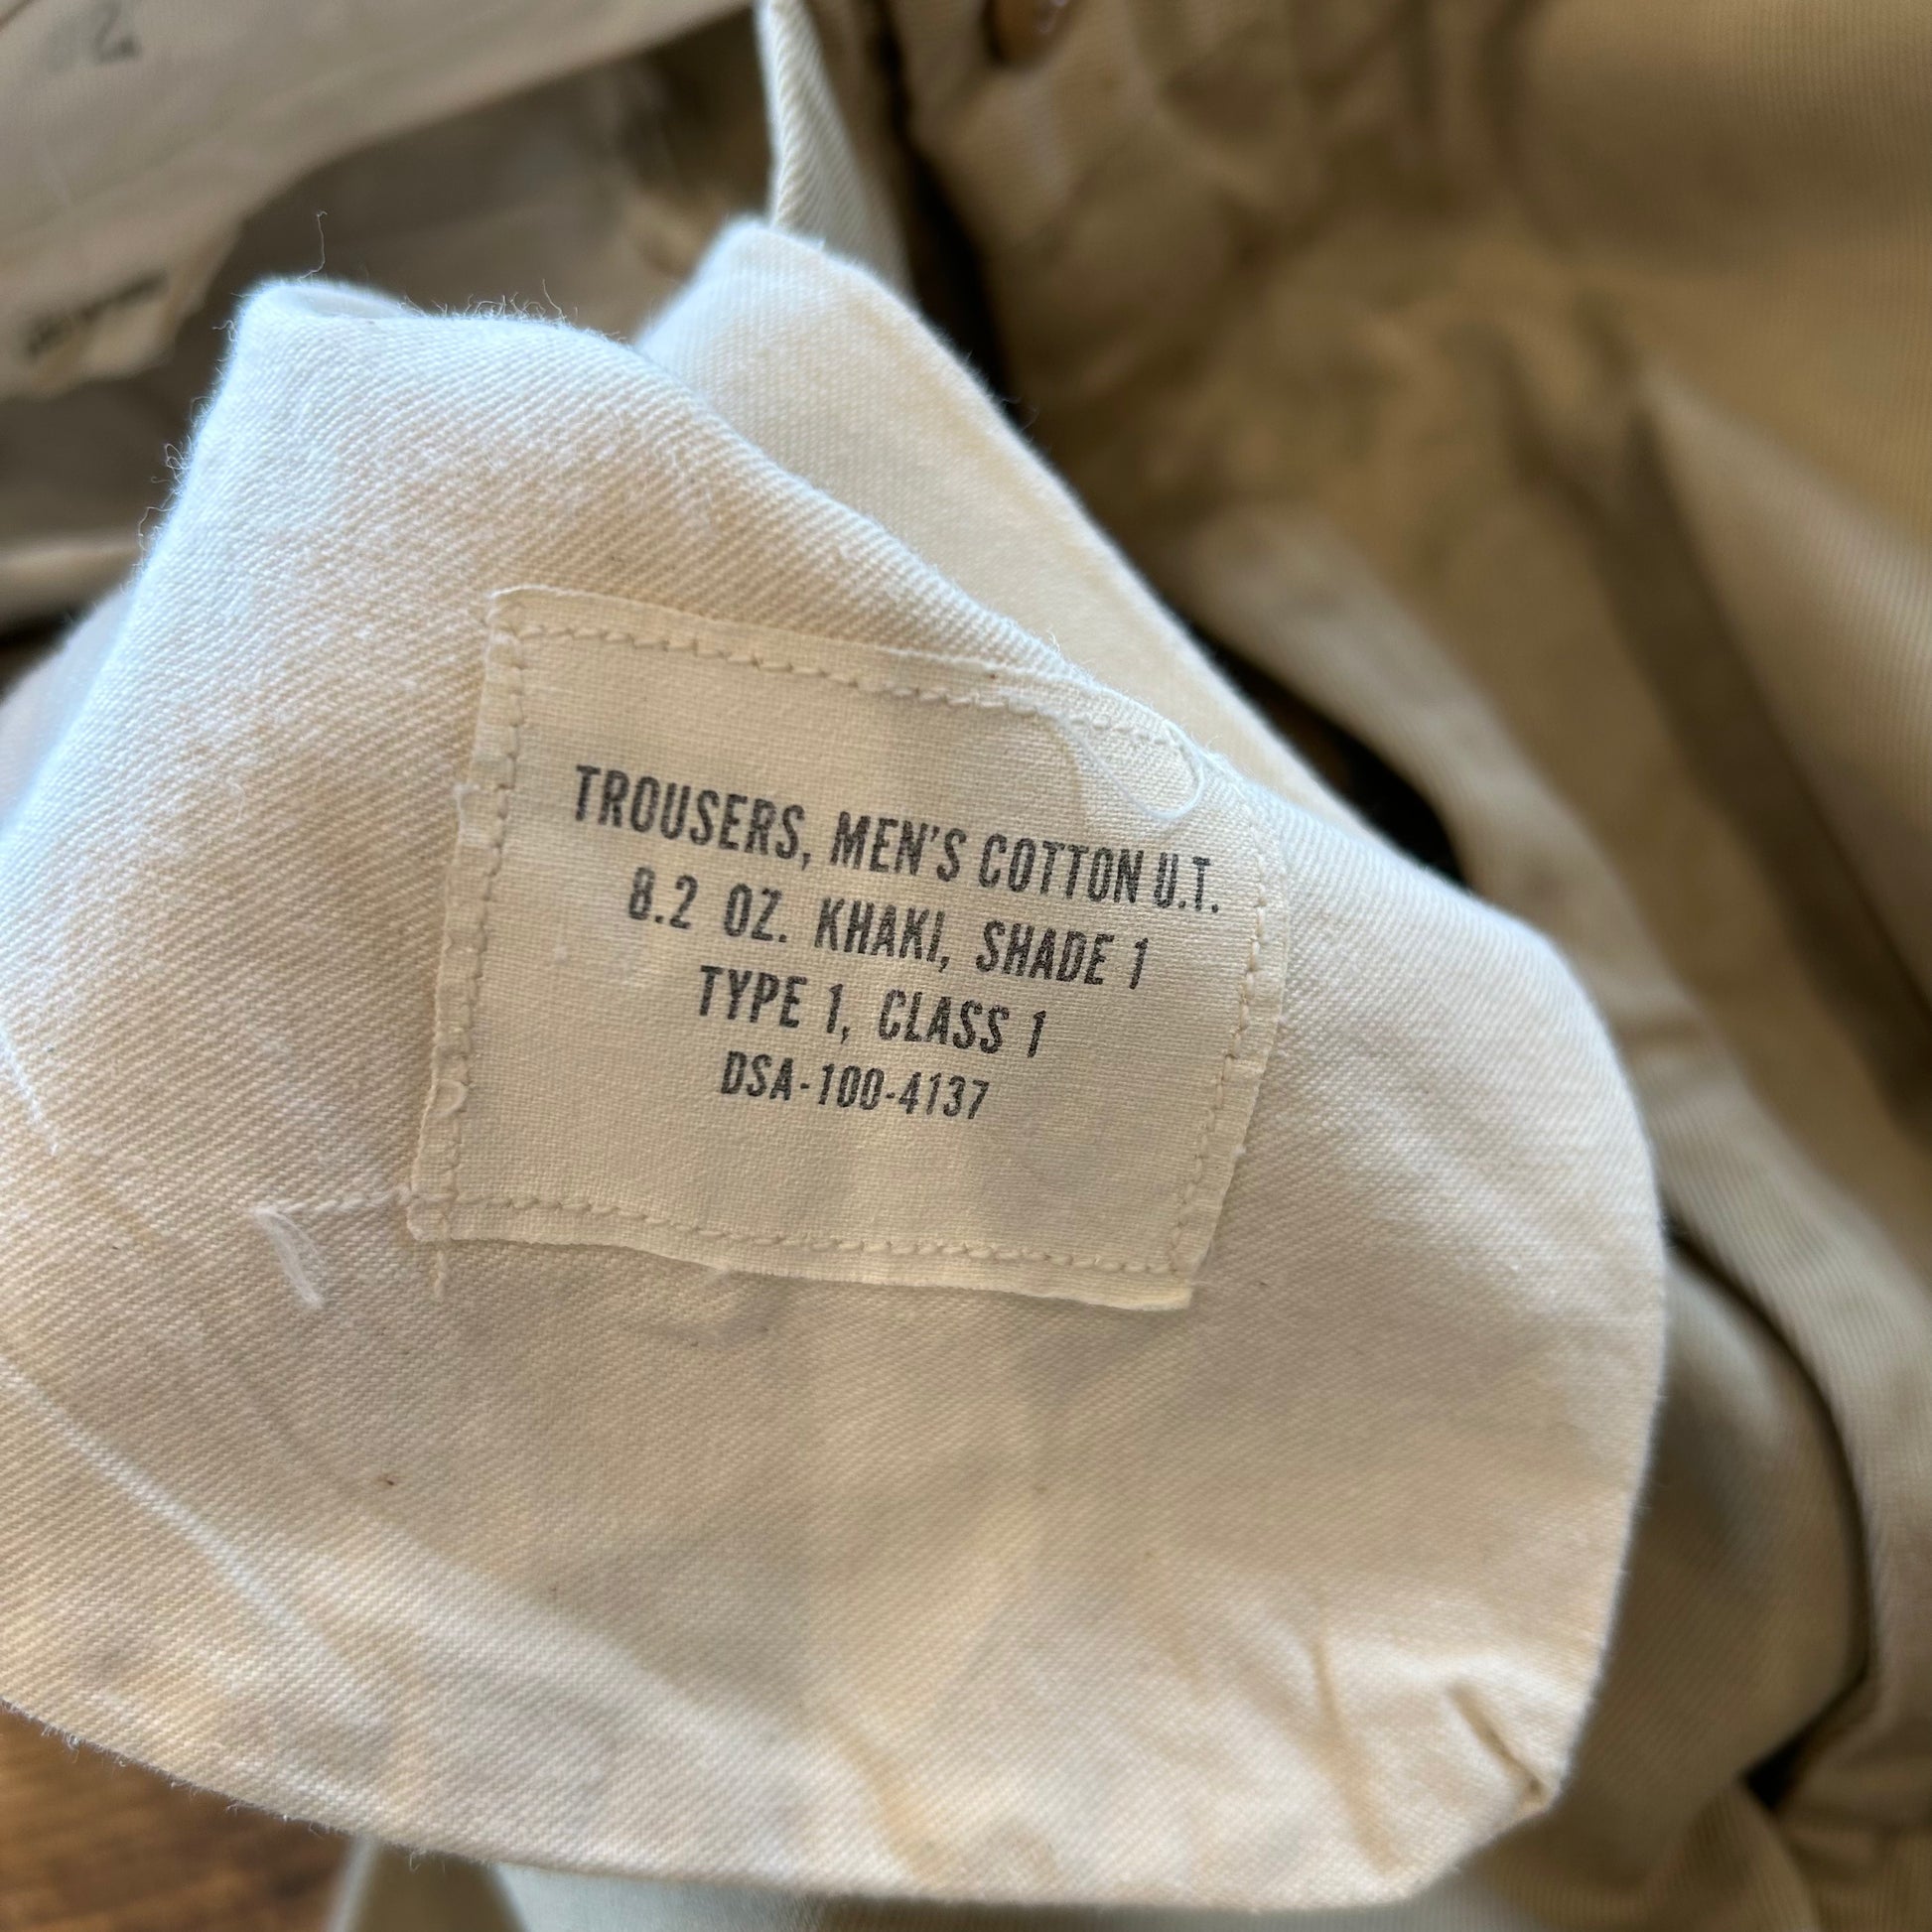 TROUSERS, MEN'S COTTON U.T.
8.2 OZ. KHAKI, SHADE 1
TYPE 1, CLASS 1
DSA-100-4137